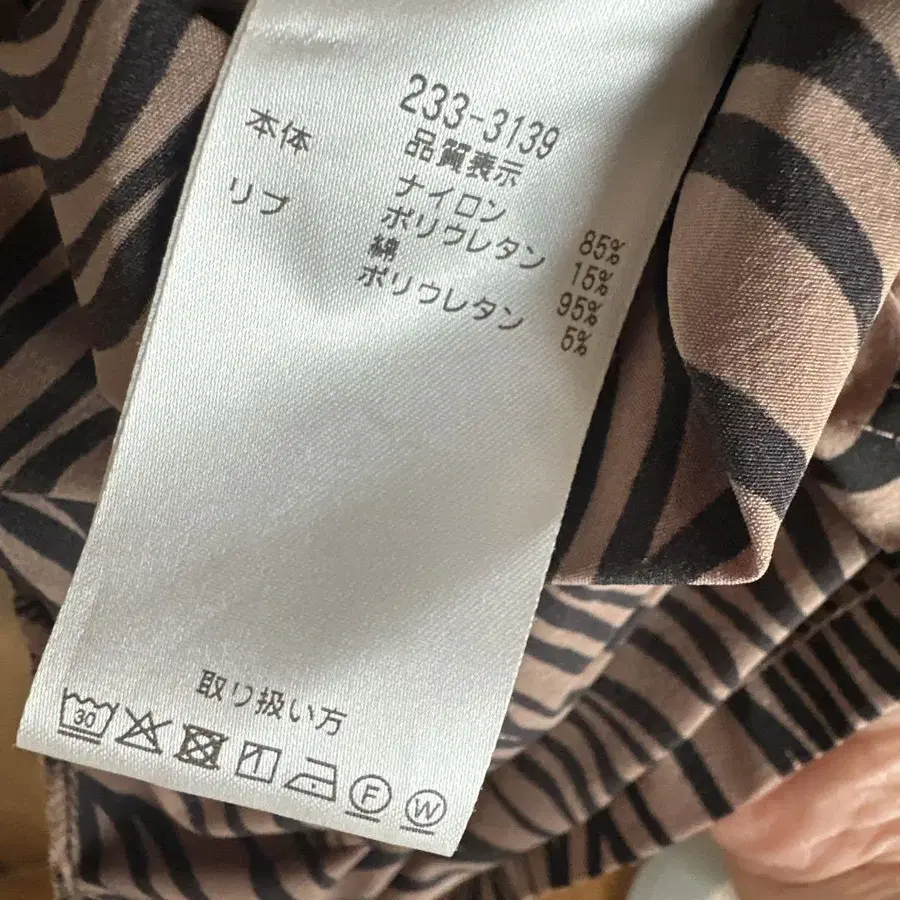 233-3139
品質表示
本体 ナイロン 85%
ポリウレタン 15%
リブ 綿 95%
ポリウレタン 5%
取り扱い方
30 F W